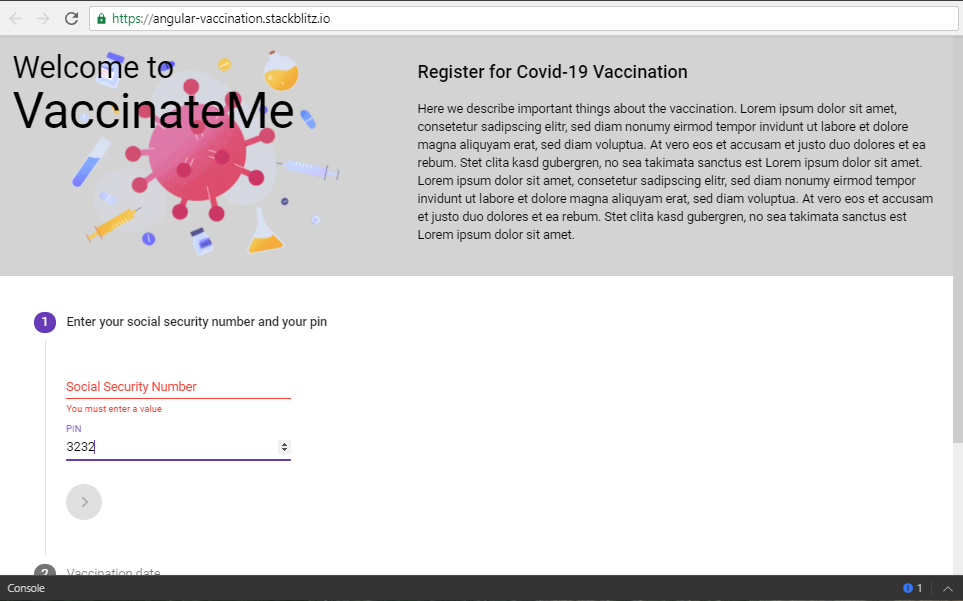 https://angular-vaccination.stackblitz.io
Welcome to
VaccinateMe
Register for Covid-19 Vaccination
Here we describe important things about the vaccination. Lorem ipsum dolor sit amet,
consetetur sadipscing elitr, sed diam nonumy eirmod tempor invidunt ut labore et dolore
magna aliquyam erat, sed diam voluptua. At vero eos et accusam et justo duo dolores et ea
rebum. Stet clita kasd gubergren, no sea takimata sanctus est Lorem ipsum dolor sit amet.
Lorem ipsum dolor sit amet, consetetur sadipscing elitr, sed diam nonumy eirmod tempor
invidunt ut labore et dolore magna aliquyam erat, sed diam voluptua. At vero eos et accusam
et justo duo dolores et ea rebum. Stet clita kasd gubergren, no sea takimata sanctus est
Lorem ipsum dolor sit amet.
1 Enter your social security number and your pin
Social Security Number
You must enter a value
PIN
3232
2 Vaccination date
Console 1